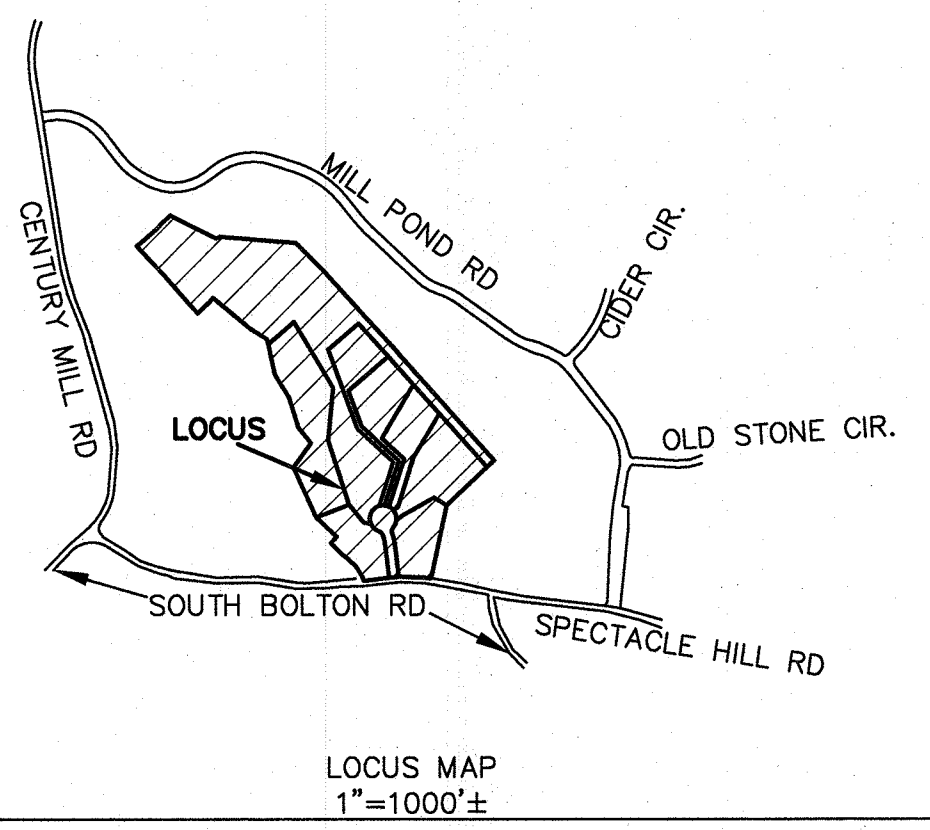 MILL POND RD
CENTURY MILL RD
CIDER CIR.
LOCUS
OLD STONE CIR.
SOUTH BOLTON RD
SPECTACLE HILL RD
LOCUS MAP
1"=1000'±